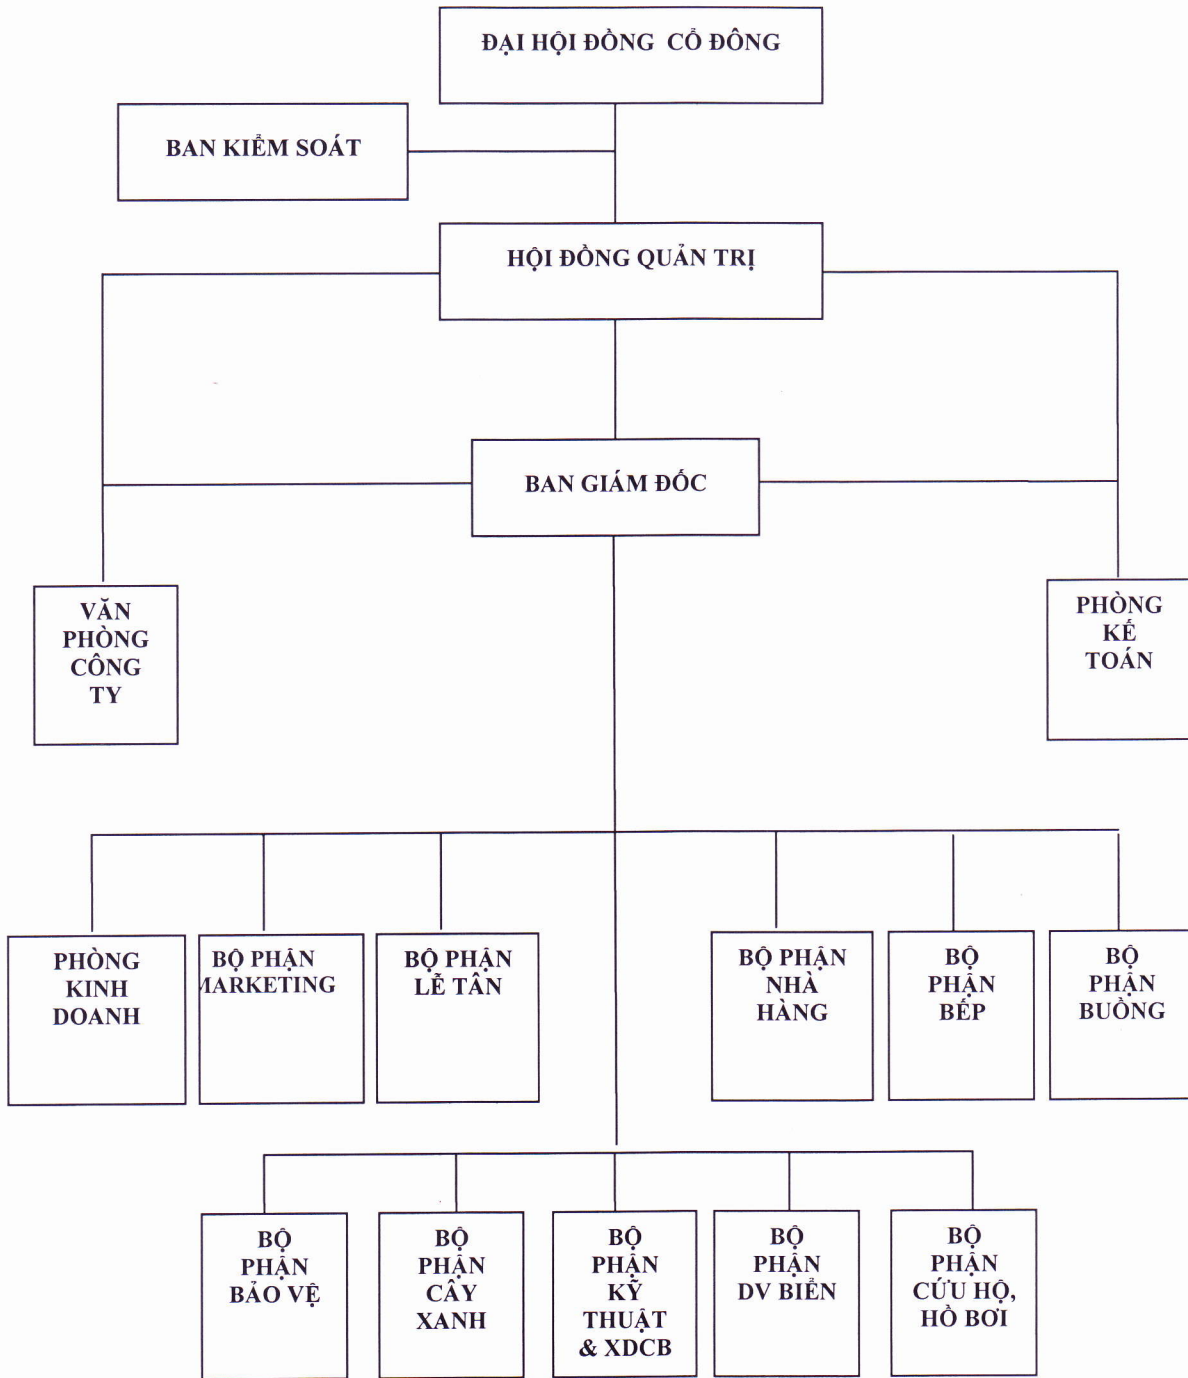 ĐẠI HỘI ĐỒNG CỔ ĐÔNG
BAN KIỂM SOÁT
HỘI ĐỒNG QUẢN TRỊ
BAN GIÁM ĐỐC
VĂN
PHÒNG
CÔNG
TY
PHÒNG
KẾ
TOÁN
PHÒNG
KINH
DOANH
BỘ PHẬN
MARKETING
BỘ PHẬN
LỄ TÂN
BỘ PHẬN
NHÀ
HÀNG
BỘ
PHẬN
BẾP
BỘ
PHẬN
BUỒNG
BỘ
PHẬN
BẢO VỆ
BỘ
PHẬN
CÂY
XANH
BỘ
PHẬN
KỸ
THUẬT
& XDCB
BỘ
PHẬN
DV BIỂN
BỘ
PHẬN
CỨU HỘ,
HỒ BƠI